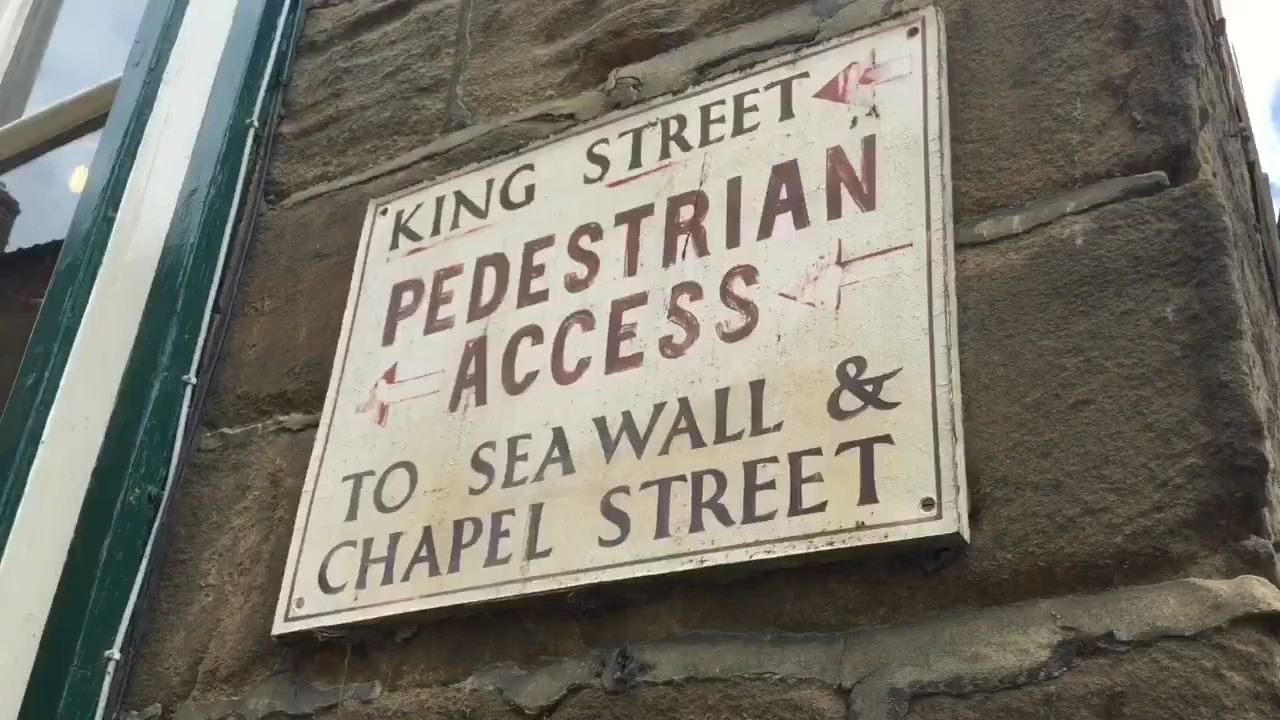 KING STREET
PEDESTRIAN
ACCESS
TO SEA WALL &
CHAPEL STREET